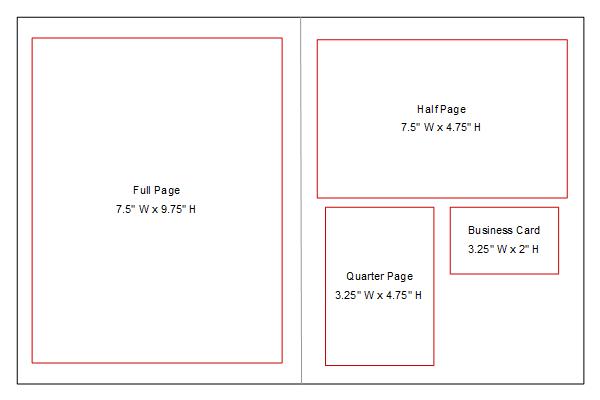 Full Page
7.5" W x 9.75" H
Half Page
7.5" W x 4.75" H
Quarter Page
3.25" W x 4.75" H
Business Card
3.25" W x 2" H